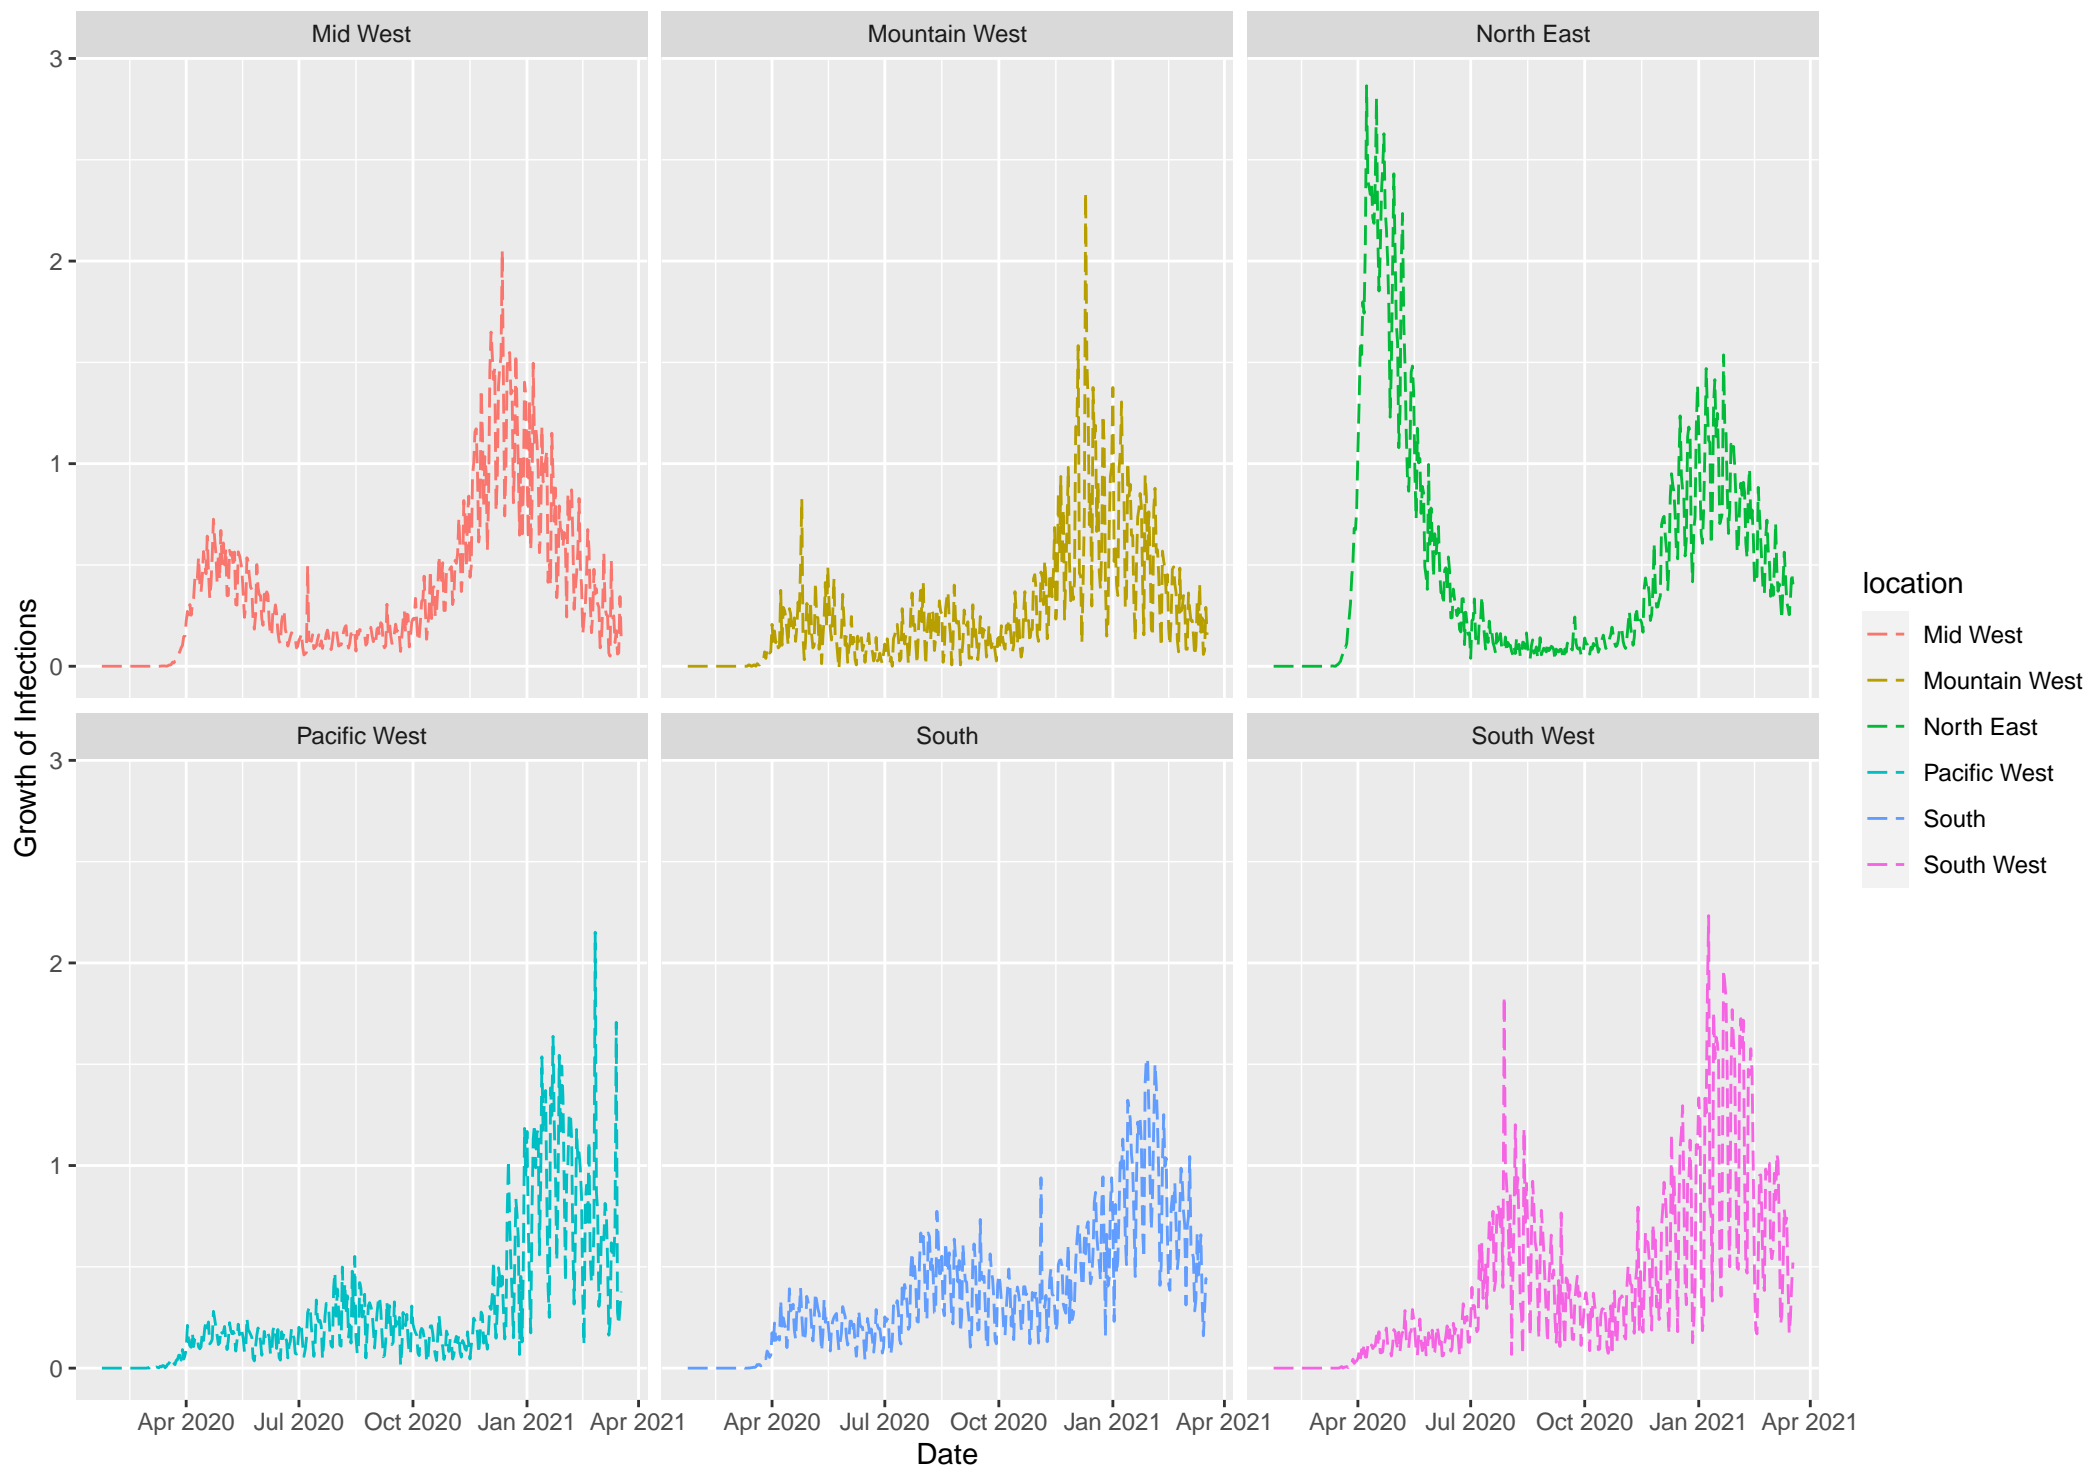 Mid West
Mountain West
North East
3
2
1
0
Pacific West
South
South West
3
2
1
0
Growth of Infections
Apr 2020 Jul 2020 Oct 2020 Jan 2021 Apr 2021
Apr 2020 Jul 2020 Oct 2020 Jan 2021 Apr 2021
Apr 2020 Jul 2020 Oct 2020 Jan 2021 Apr 2021
Date
location
Mid West
Mountain West
North East
Pacific West
South
South West